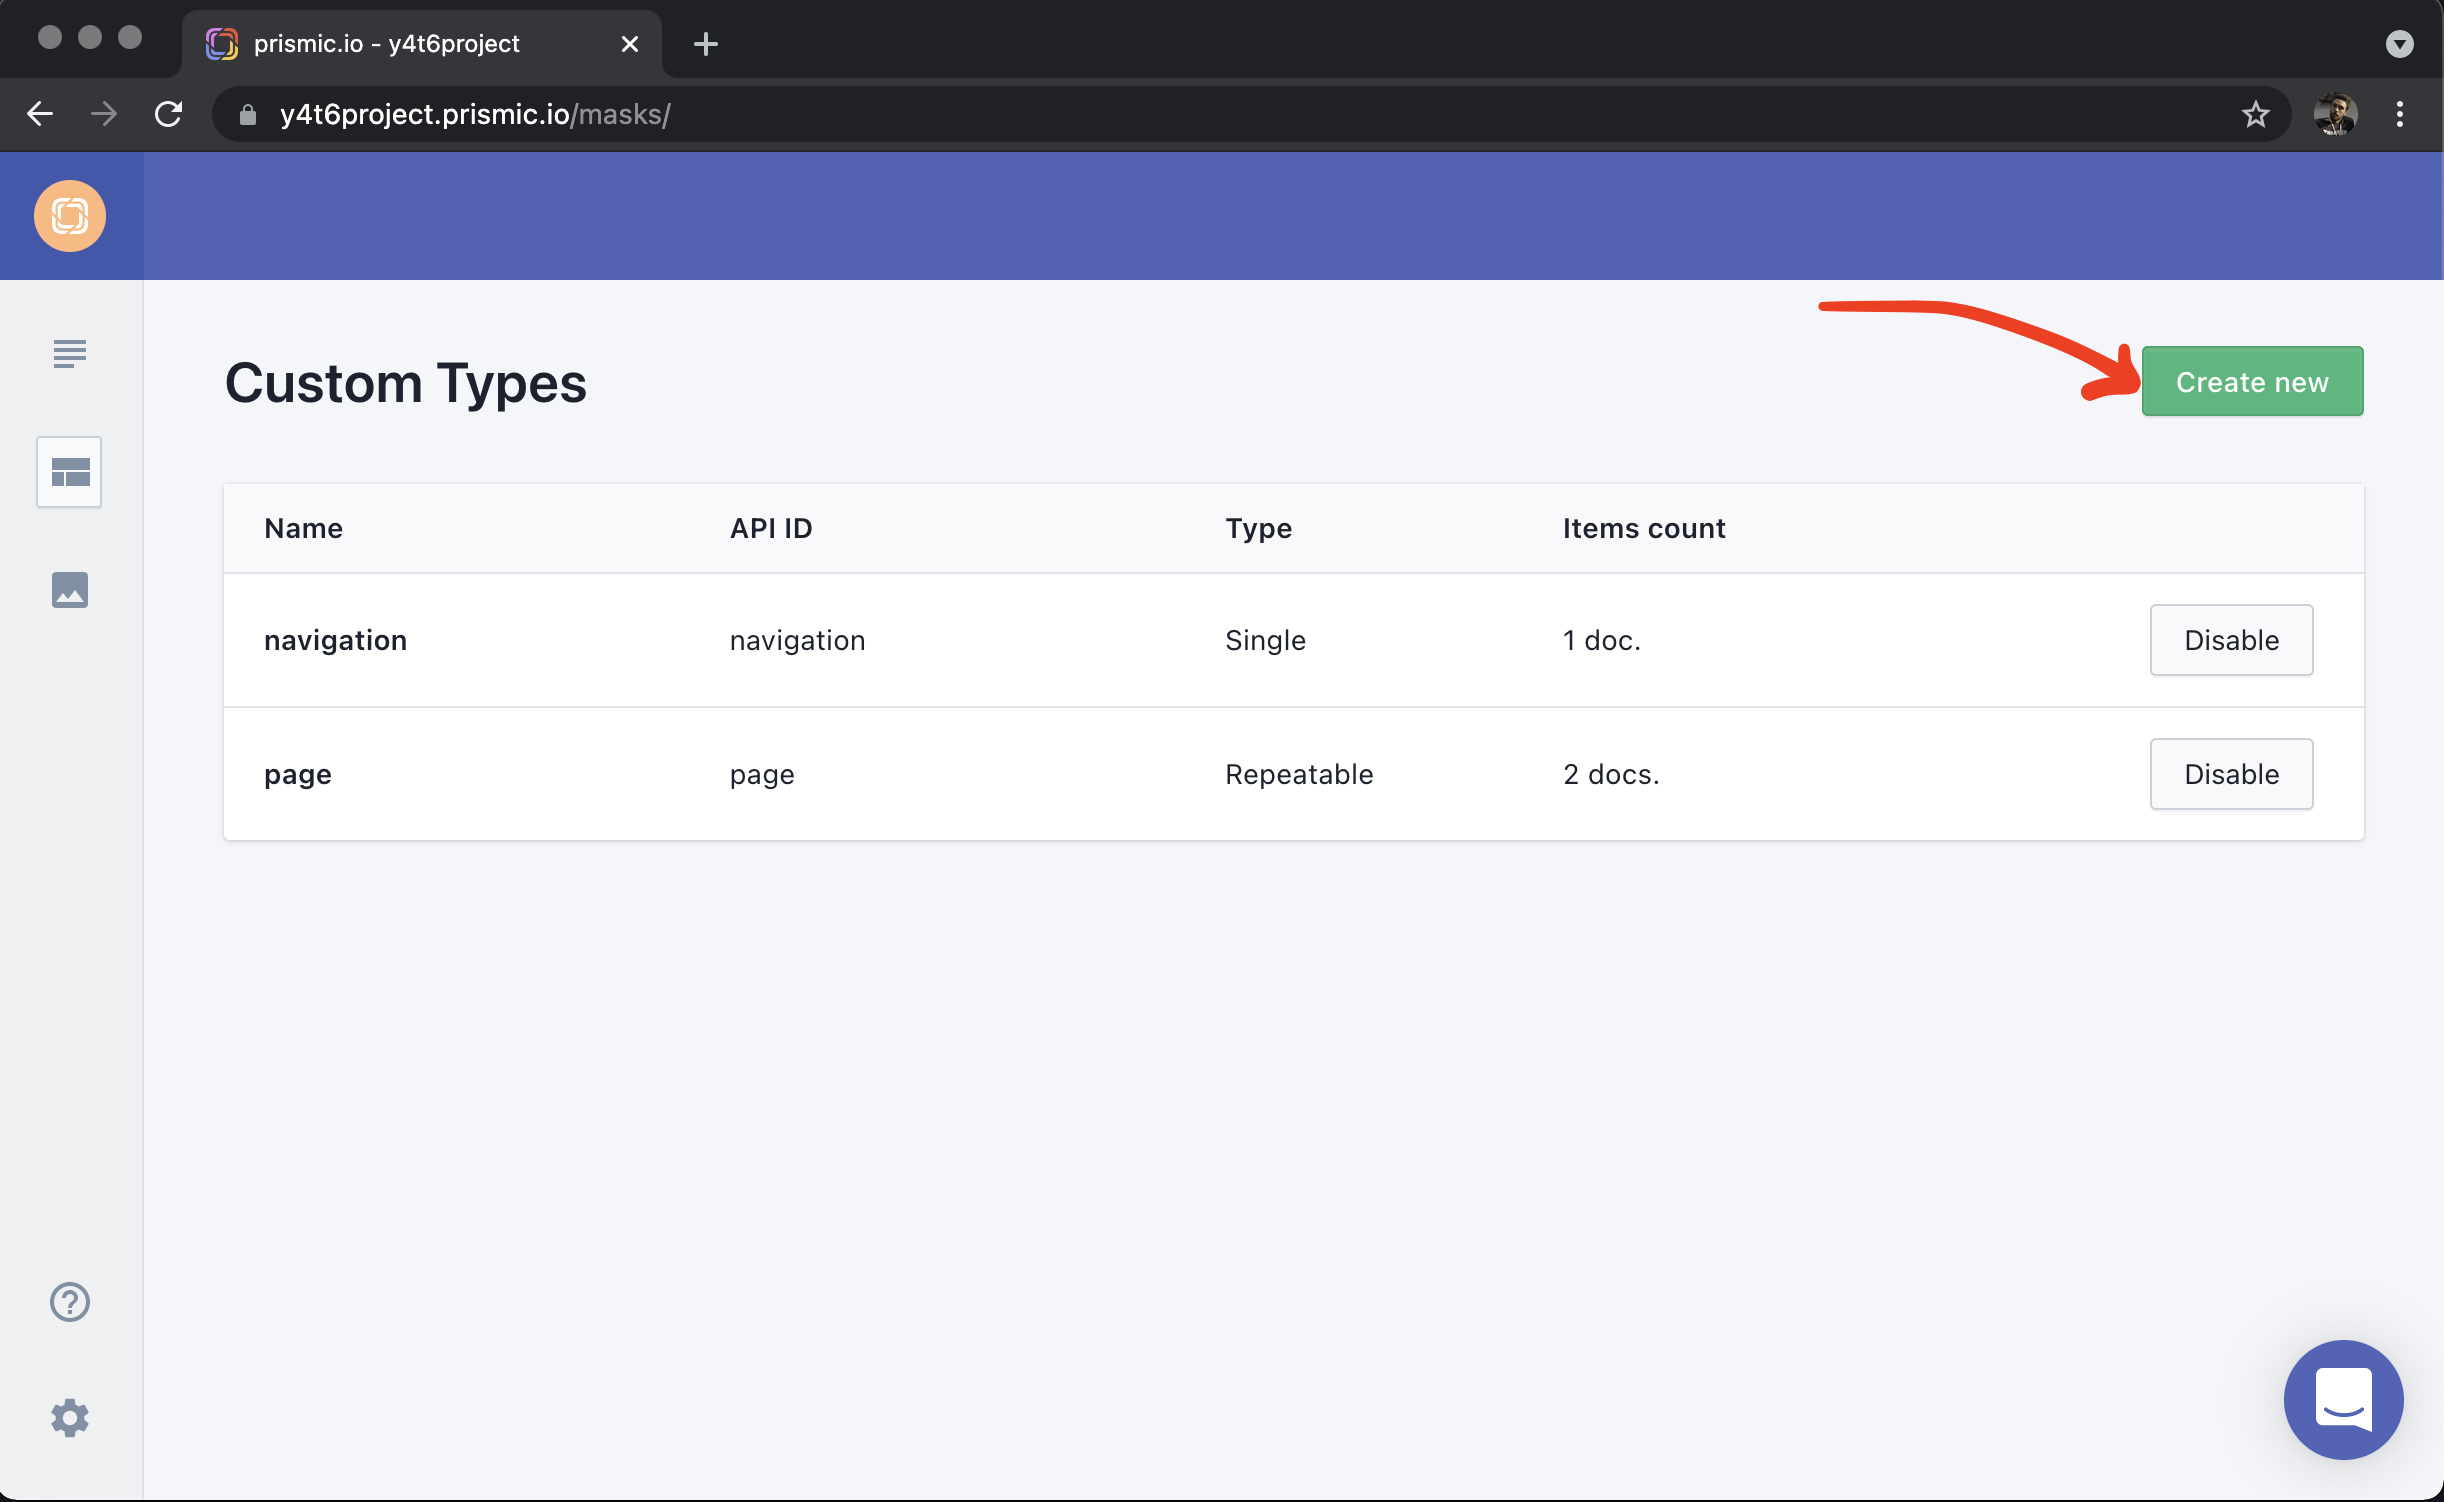 prismic.io - y4t6project
y4t6project.prismic.io/masks/
Custom Types
Create new
Name API ID Type Items count
navigation navigation Single 1 doc. Disable
page page Repeatable 2 docs. Disable